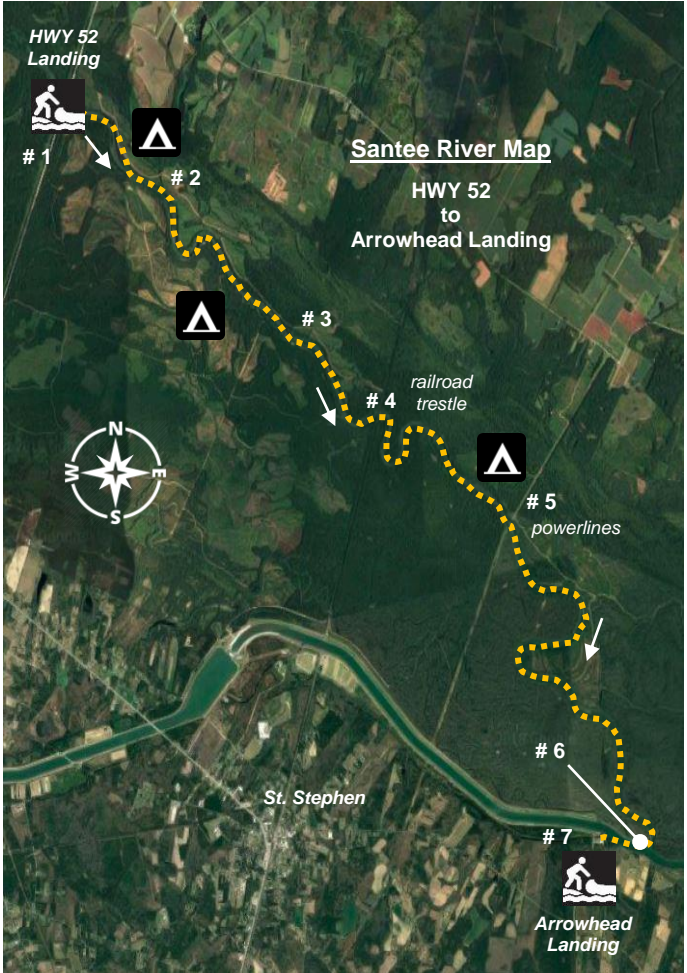 HWY 52
Landing
# 1
# 2
Santee River Map
HWY 52
to
Arrowhead Landing
# 3
# 4
railroad
trestle
N
W
E
S
# 5
powerlines
# 6
St. Stephen
# 7
Arrowhead
Landing